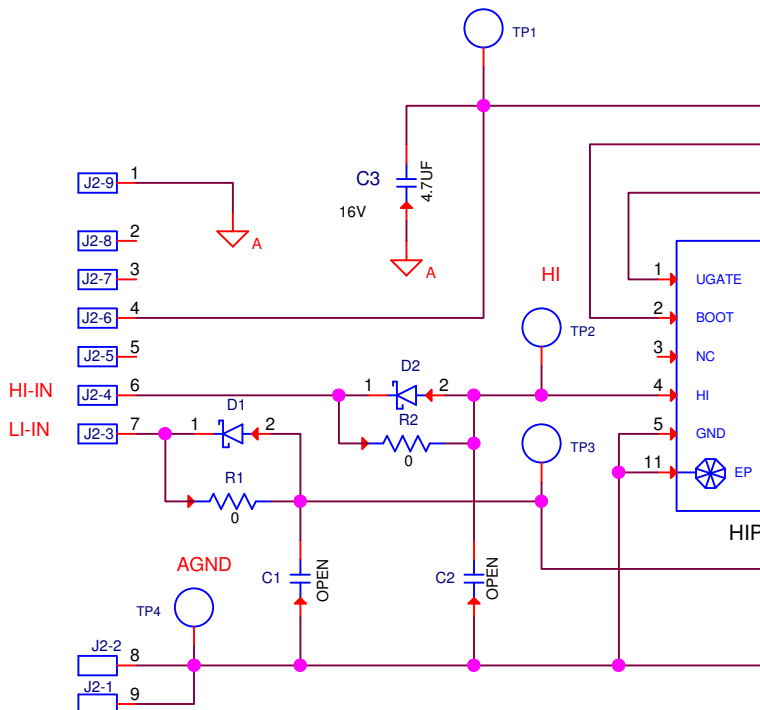 TP1
J2-9 1
C3
4.7UF
16V
A
J2-8 2
A
J2-7 3
HI
1 UGATE
J2-6 4
2 BOOT
TP2
J2-5 5
3 NC
D2
HI-IN J2-4 6
1 2
4 HI
LI-IN J2-3 7
D1
1 2
R2
0
TP3
5 GND
11 EP
R1
0
HIP
AGND
C1 OPEN
C2 OPEN
TP4
J2-2 8
J2-1 9